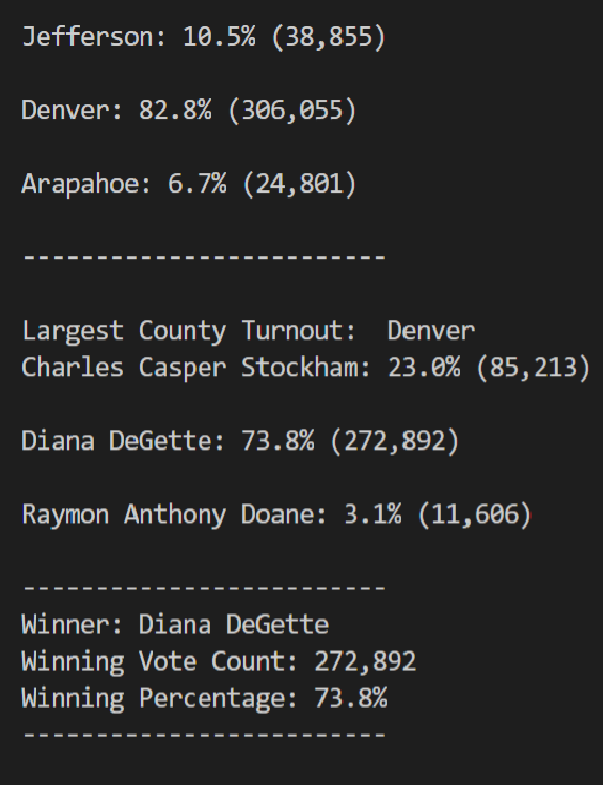 Jefferson: 10.5% (38,855)
Denver: 82.8% (306,055)
Arapahoe: 6.7% (24,801)
-------------------------
Largest County Turnout:  Denver
Charles Casper Stockham: 23.0% (85,213)
Diana DeGette: 73.8% (272,892)
Raymon Anthony Doane: 3.1% (11,606)
-------------------------
Winner: Diana DeGette
Winning Vote Count: 272,892
Winning Percentage: 73.8%
-------------------------